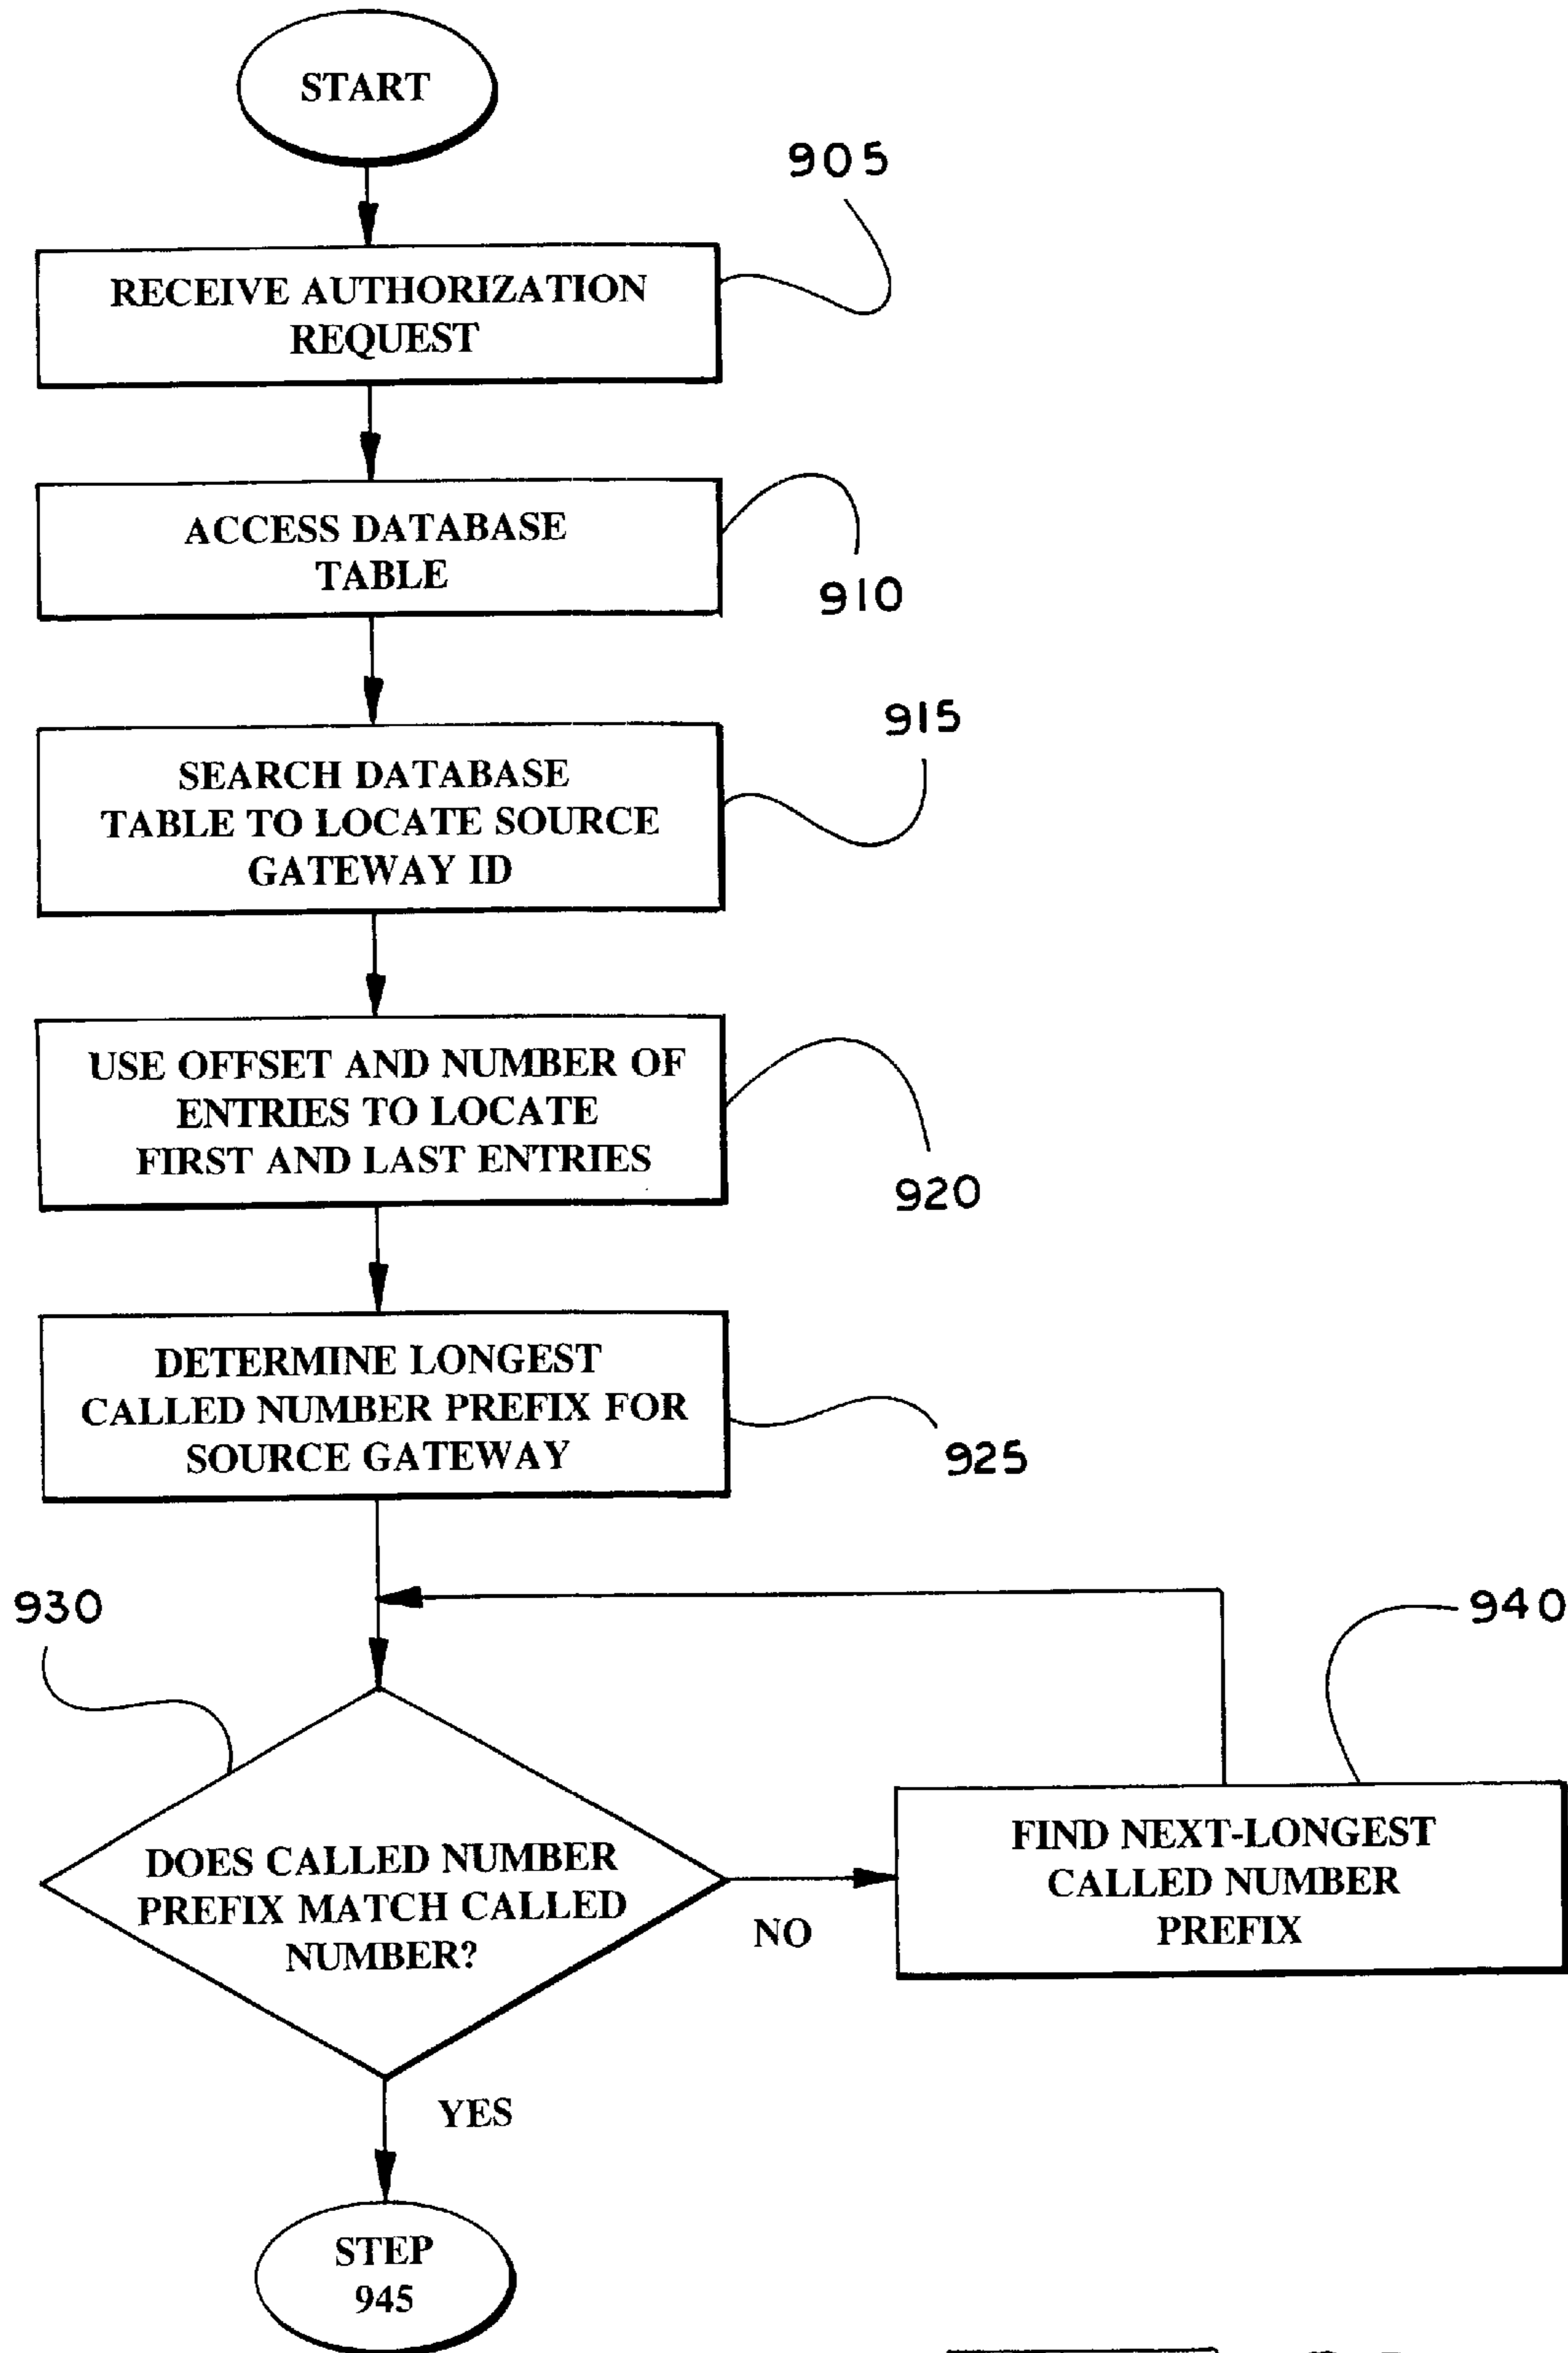 START
905
RECEIVE AUTHORIZATION
REQUEST
ACCESS DATABASE
TABLE
910
915
SEARCH DATABASE
TABLE TO LOCATE SOURCE
GATEWAY ID
USE OFFSET AND NUMBER OF
ENTRIES TO LOCATE
FIRST AND LAST ENTRIES
920
DETERMINE LONGEST
CALLED NUMBER PREFIX FOR
SOURCE GATEWAY
925
930
940
DOES CALLED NUMBER
PREFIX MATCH CALLED
NUMBER?
NO
FIND NEXT-LONGEST
CALLED NUMBER
PREFIX
YES
STEP
945